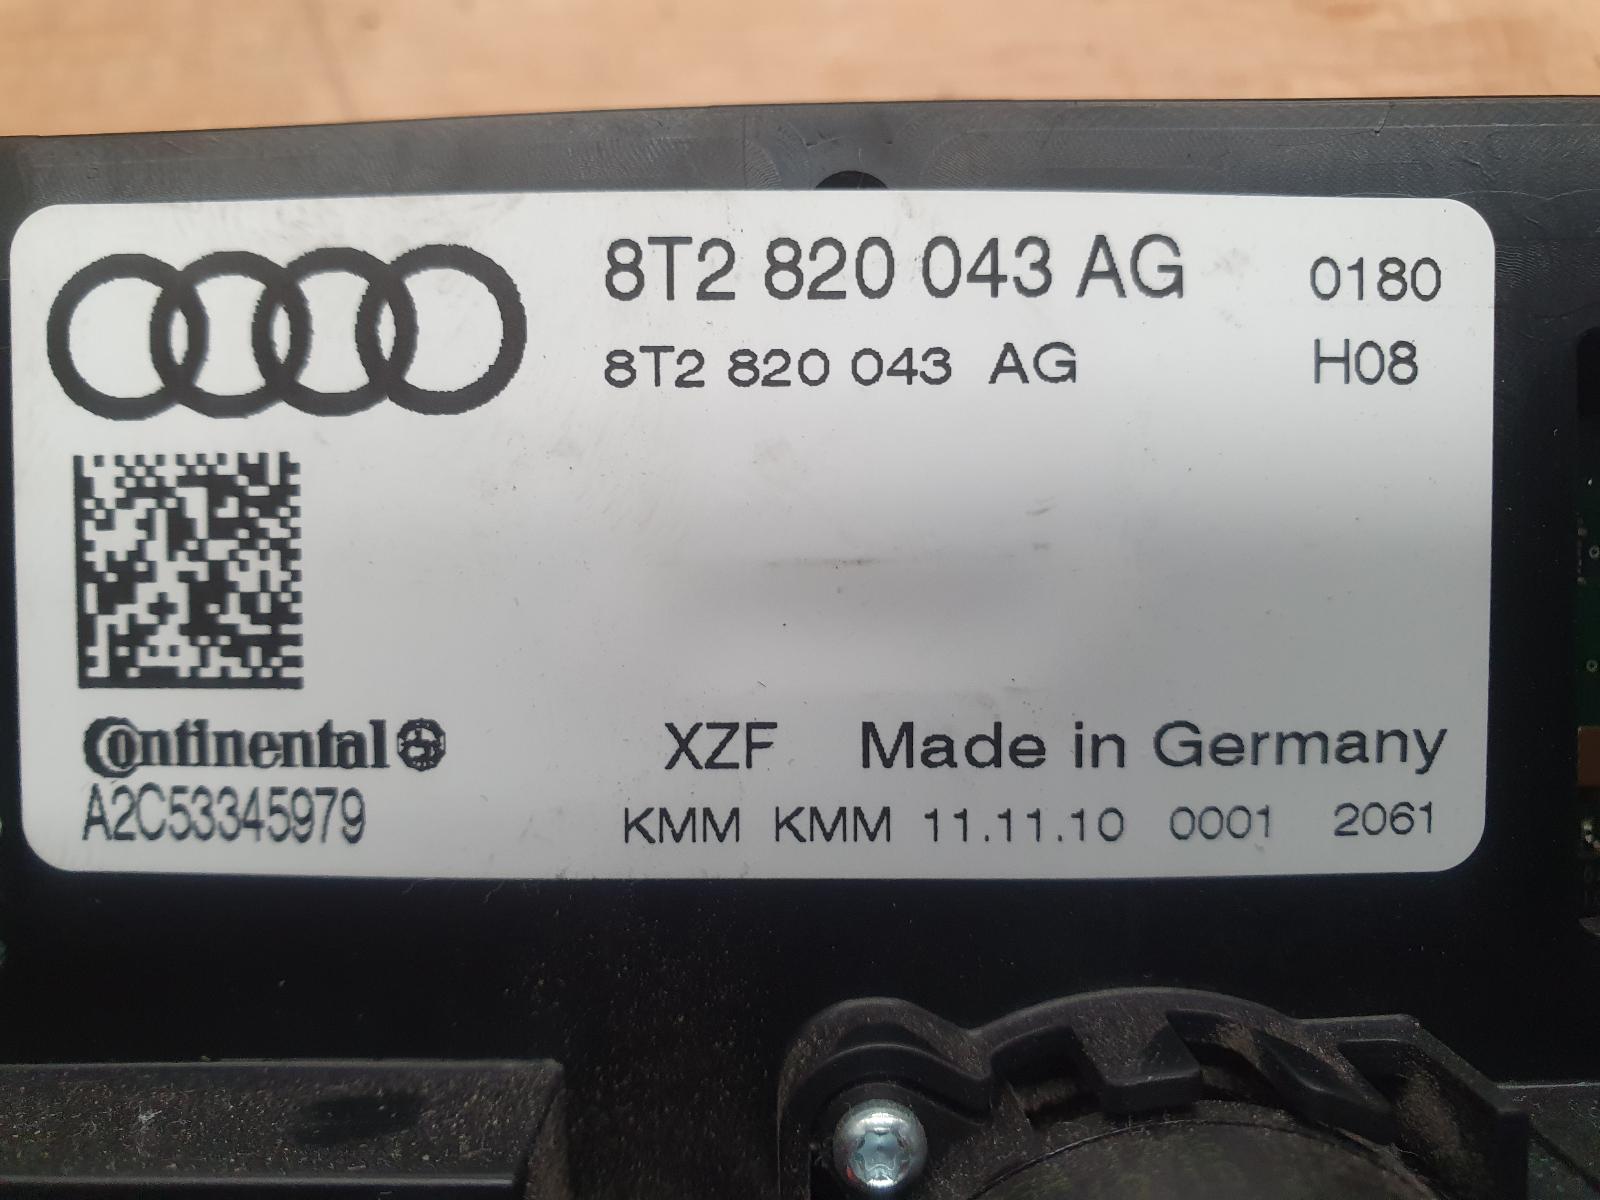 8T2 820 043 AG 0180
8T2 820 043 AG H08
Continental
XZF Made in Germany
A2C53345979
KMM KMM 11.11.10 0001 2061